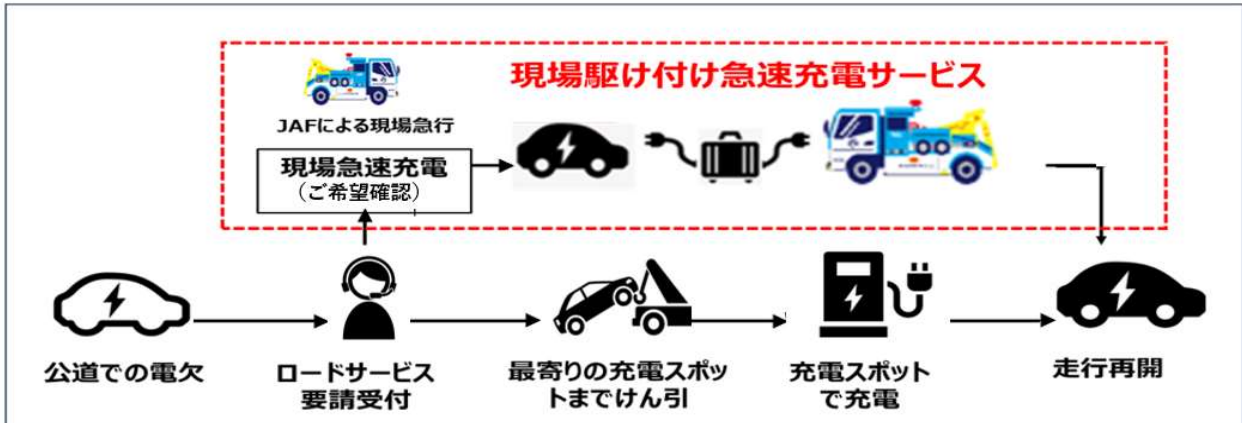 現場駆け付け急速充電サービス
JAFによる現場急行
現場急速充電
（ご希望確認）
公道での電欠
ロードサービス
要請受付
最寄りの充電スポッ
トまでけん引
充電スポット
で充電
走行再開